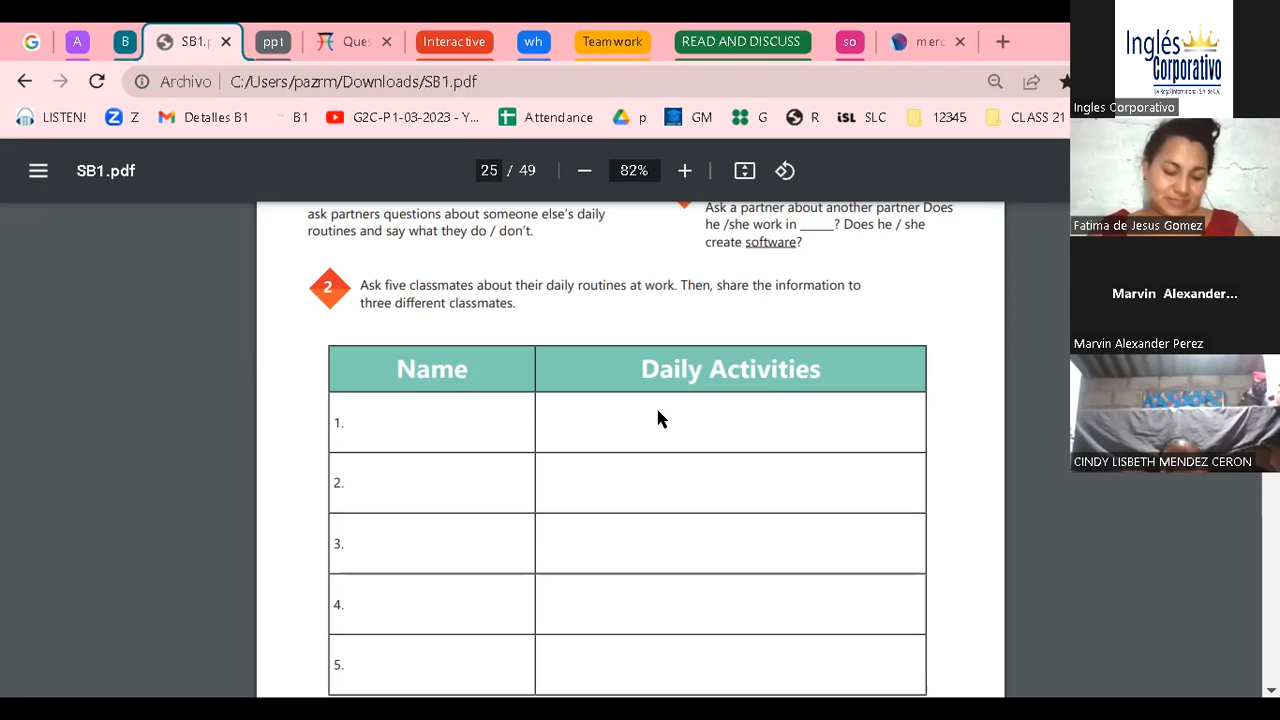 A
B
SB1.p
ppt
Ques
Interactive
wh
Teamwork
READ AND DISCUSS
so
merc
Archivo
C:/Users/pazrm/Downloads/SB1.pdf
LISTEN!
Z
Detalles B1
B1
G2C-P1-03-2023 - Y...
Attendance
p
GM
G
R
SLC
12345
CLASS 21
SB1.pdf
25 / 49
82%
ask partners questions about someone else's daily
routines and say what they do / don't.
Ask a partner about another partner Does
he /she work in _____? Does he / she
create software?
2
Ask five classmates about their daily routines at work. Then, share the information to
three different classmates.
Name
Daily Activities
1.
2.
3.
4.
5.
Inglés
Corporativo
Ingles Corporativo
Fatima de Jesus Gomez
Marvin Alexander...
Marvin Alexander Perez
CINDY LISBETH MENDEZ CERON